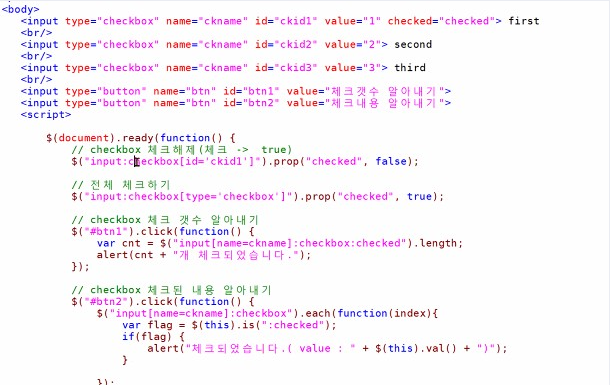 <body>
<input type="checkbox" name="ckname" id="ckid1" value="1" checked="checked"> first
<br/>
<input type="checkbox" name="ckname" id="ckid2" value="2"> second
<br/>
<input type="checkbox" name="ckname" id="ckid3" value="3"> third
<br/>
<input type="button" name="btn" id="btn1" value="체크갯수 알아내기">
<input type="button" name="btn" id="btn2" value="체크내용 알아내기">
<script>
$(document).ready(function() {
// checkbox 체크해제(체크 -> true)
$("input:checkbox[id='ckid1']").prop("checked", false);
// 전체 체크하기
$("input:checkbox[type='checkbox']").prop("checked", true);
// checkbox 체크 갯수 알아내기
$("#btn1").click(function() {
var cnt = $("input[name=ckname]:checkbox:checked").length;
alert(cnt + "개 체크되었습니다.");
});
// checkbox 체크된 내용 알아내기
$("#btn2").click(function() {
$("input[name=ckname]:checkbox").each(function(index){
var flag = $(this).is(":checked");
if(flag) {
alert("체크되었습니다.( value : " + $(this).val() + ")");
}
});